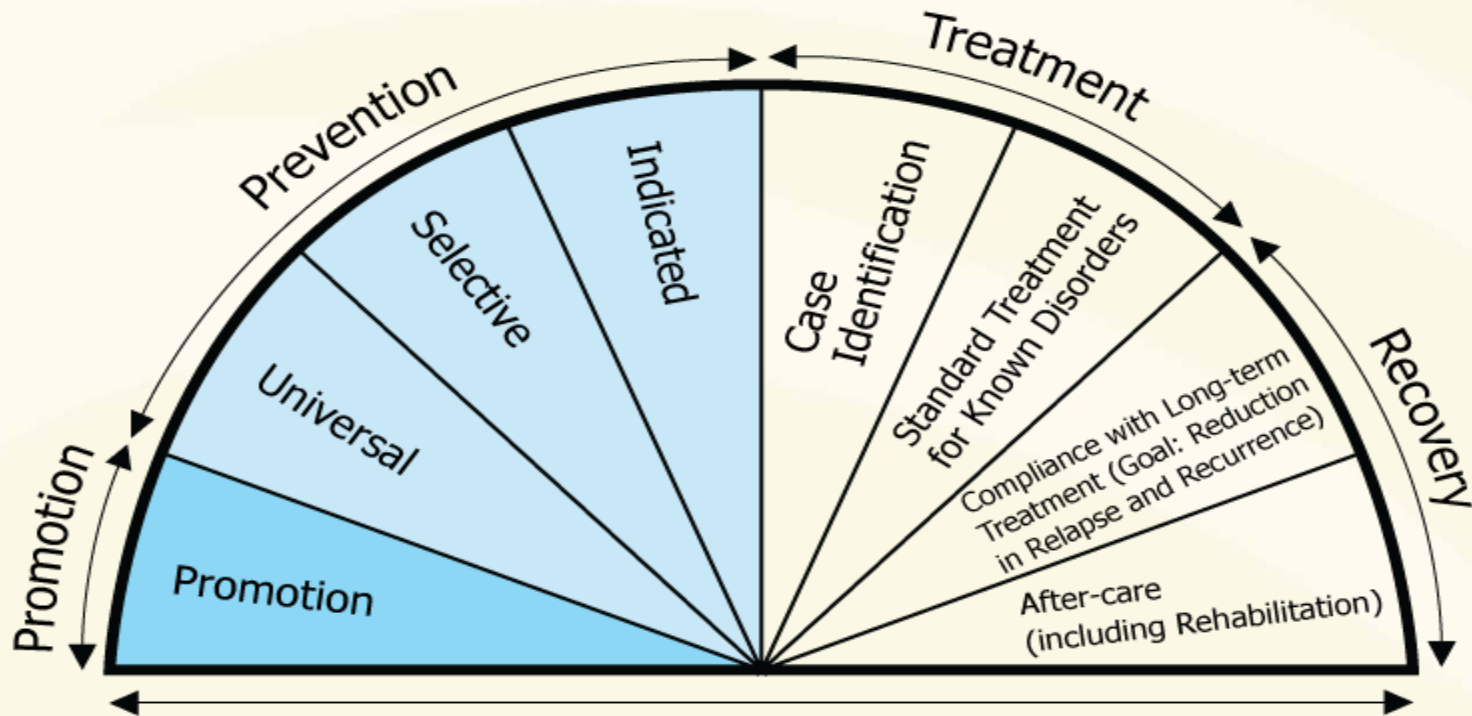 Promotion
Prevention
Treatment
Recovery
Promotion
Universal
Selective
Indicated
Case
Identification
Standard Treatment
for Known Disorders
Compliance with Long-term
Treatment (Goal: Reduction
in Relapse and Recurrence)
After-care
(including Rehabilitation)